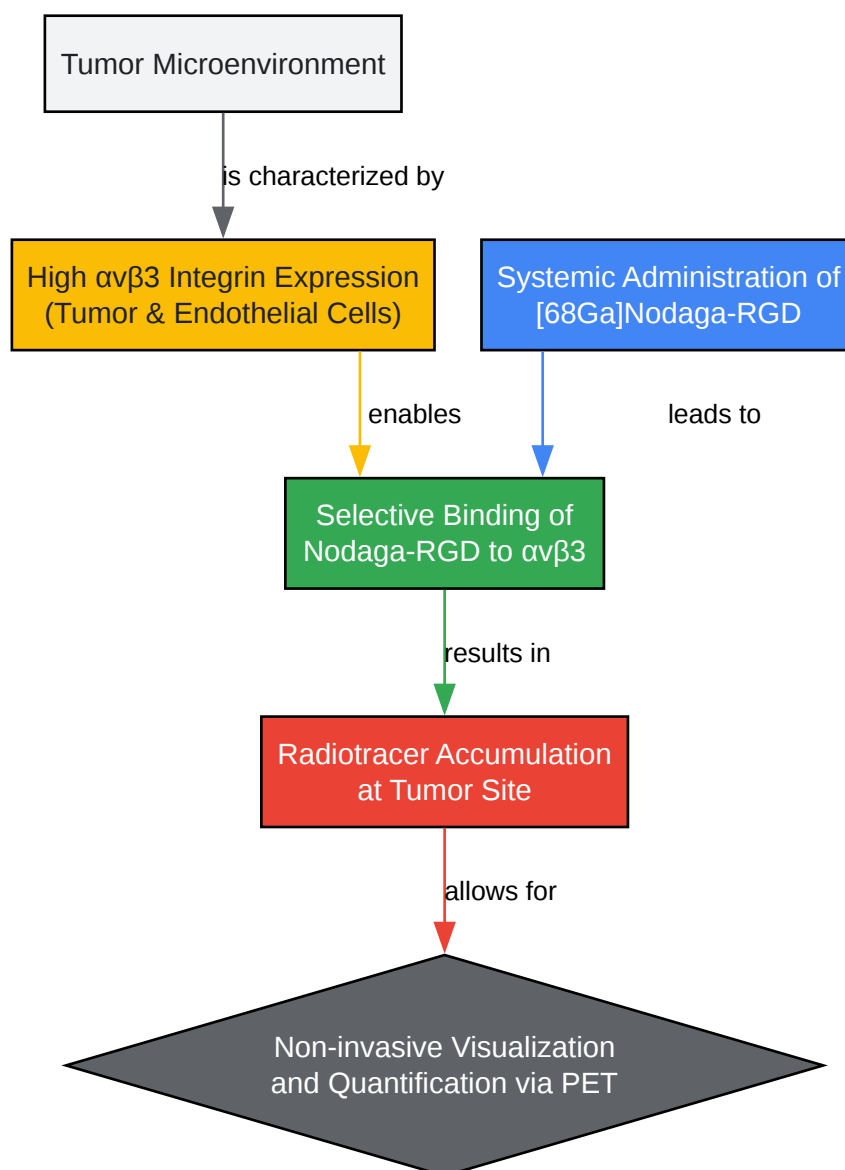 Tumor Microenvironment
is characterized by
High αvβ3 Integrin Expression
(Tumor & Endothelial Cells)
Systemic Administration of
[68Ga]Nodaga-RGD
enables
leads to
Selective Binding of
Nodaga-RGD to αvβ3
results in
Radiotracer Accumulation
at Tumor Site
allows for
Non-invasive Visualization
and Quantification via PET